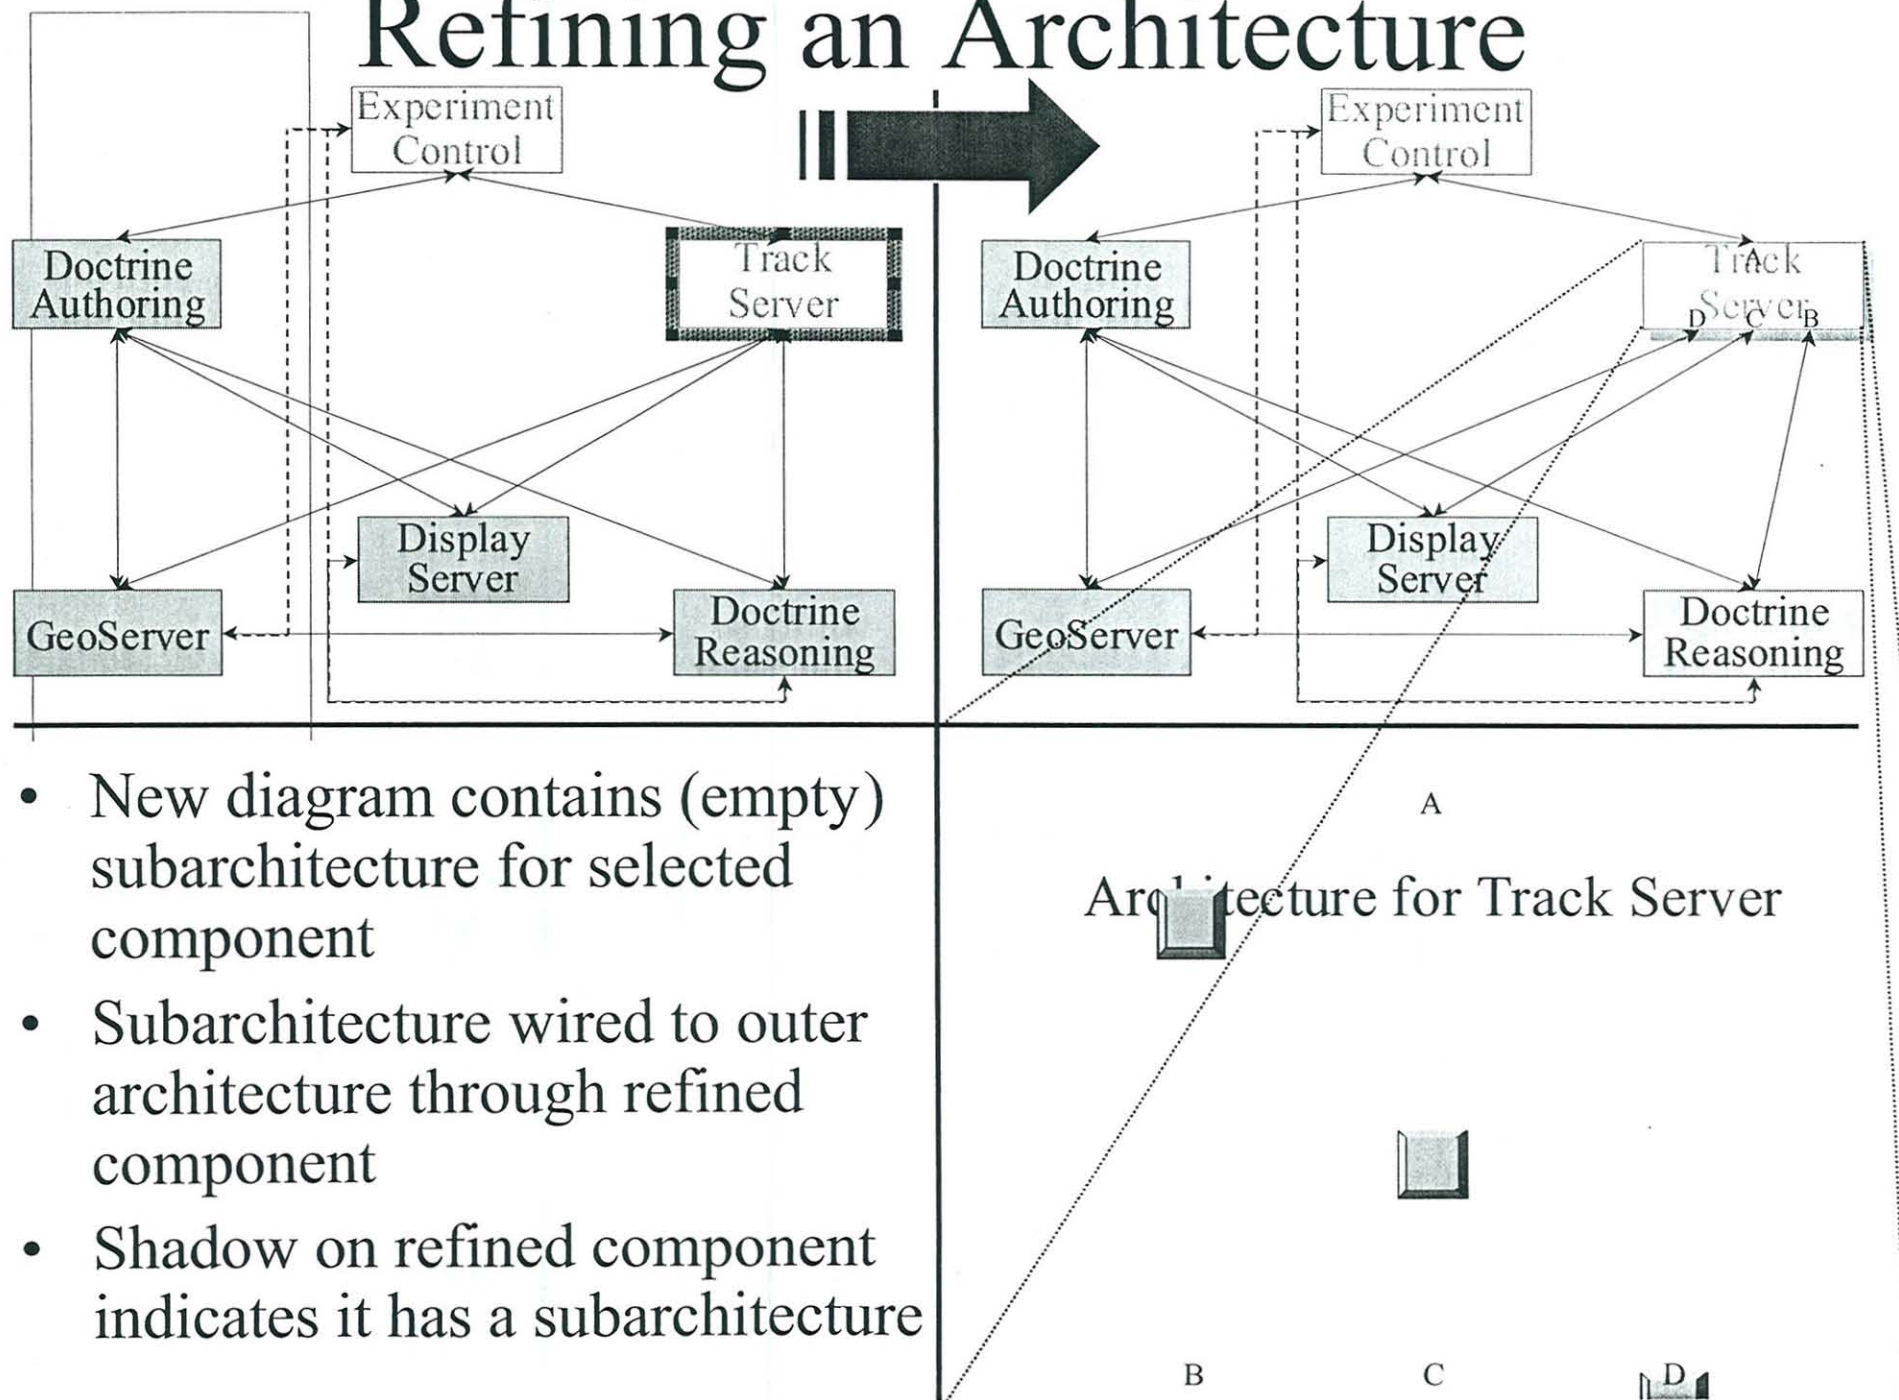 Refining an Architecture
Experiment
Control
Doctrine
Authoring
Track
Server
Display
Server
GeoServer
Doctrine
Reasoning
Experiment
Control
Doctrine
Authoring
Track
Server
A
D
C
B
Display
Server
GeoServer
Doctrine
Reasoning
• New diagram contains (empty)
subarchitecture for selected
component
• Subarchitecture wired to outer
architecture through refined
component
• Shadow on refined component
indicates it has a subarchitecture
A
Architecture for Track Server
B
C
D